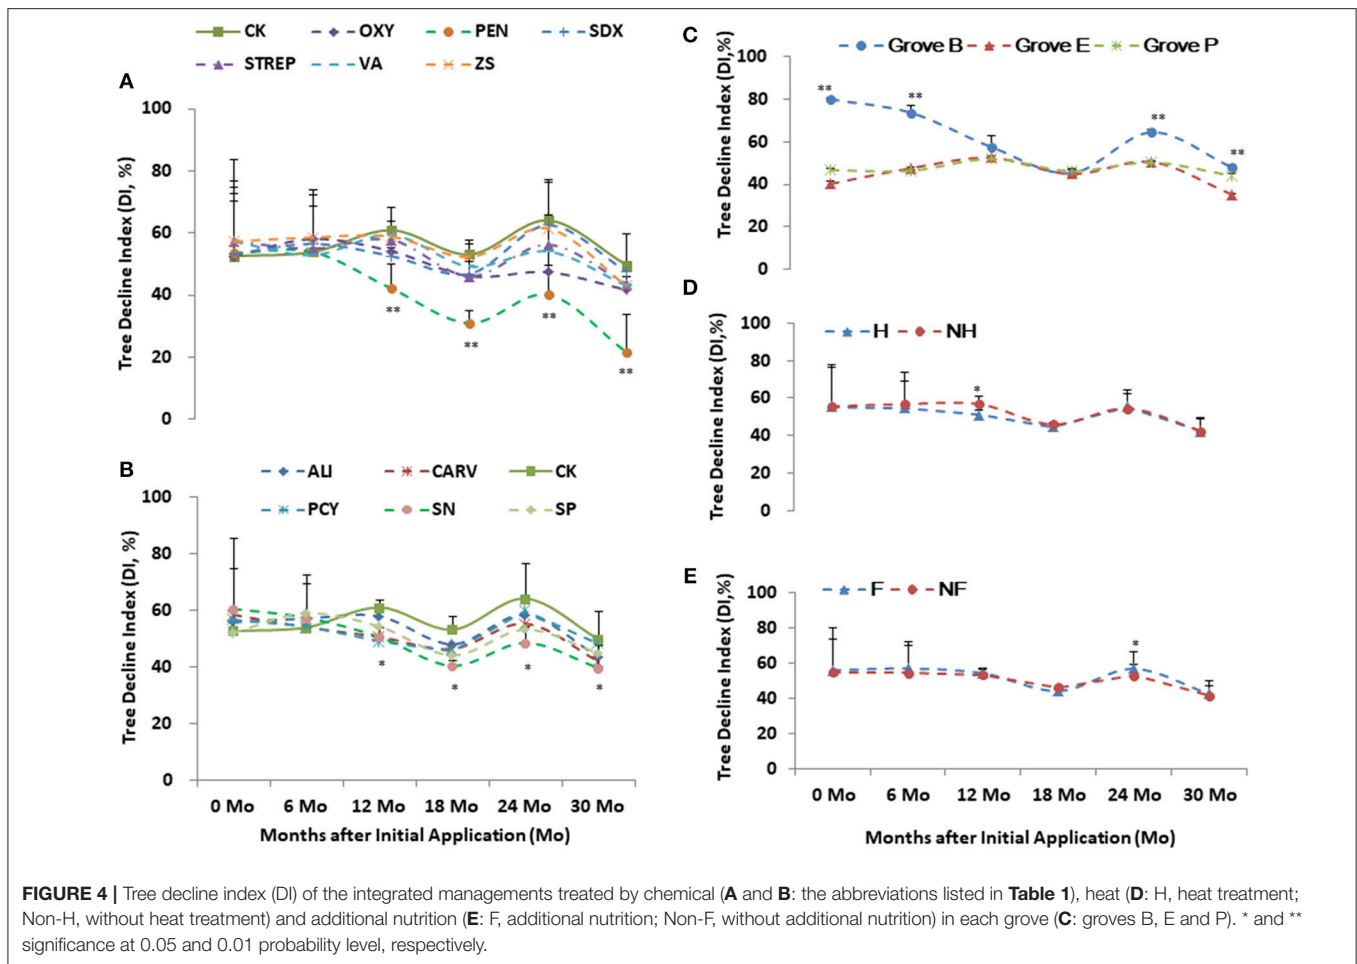 A
CK OXY PEN SDX
STREP VA ZS
Tree Decline Index (DI, %)
100
80
60
40
20
0
**
**
**
**
B
ALI CARV CK
PCY SN SP
Tree Decline Index (DI, %)
100
80
60
40
20
0
*
*
*
*
0 Mo 6 Mo 12 Mo 18 Mo 24 Mo 30 Mo
Months after Initial Application (Mo)
C
Grove B Grove E Grove P
Tree Decline Index (DI,%)
100
80
60
40
20
0
**
**
**
**
D
H NH
Tree Decline Index (DI,%)
100
80
60
40
20
0
*
E
F NF
Tree Decline Index (DI,%)
100
80
60
40
20
0
*
0 Mo 6 Mo 12 Mo 18 Mo 24 Mo 30 Mo
Months after Initial Application (Mo)
FIGURE 4 | Tree decline index (DI) of the integrated managements treated by chemical (A and B: the abbreviations listed in Table 1), heat (D: H, heat treatment;
Non-H, without heat treatment) and additional nutrition (E: F, additional nutrition; Non-F, without additional nutrition) in each grove (C: groves B, E and P). * and **
significance at 0.05 and 0.01 probability level, respectively.